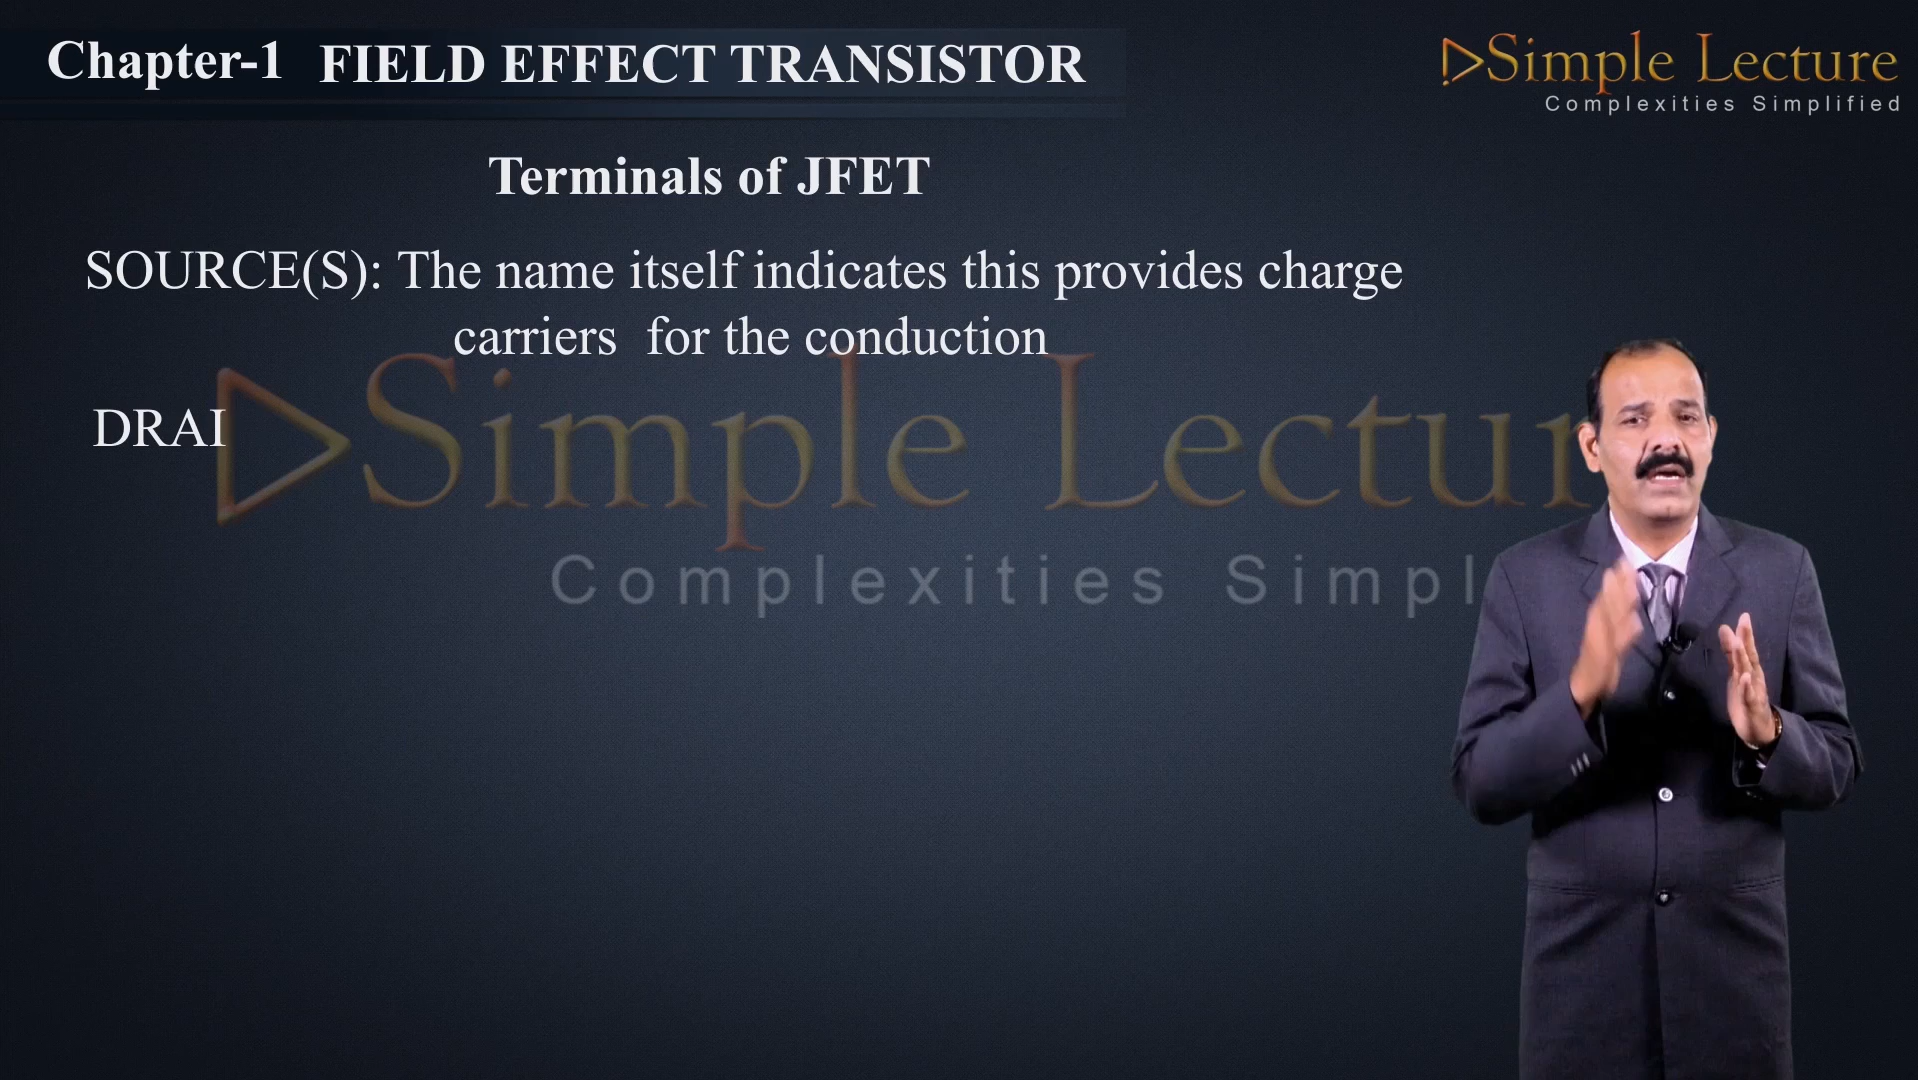 Chapter-1 FIELD EFFECT TRANSISTOR
Simple Lecture
Complexities Simplified
Terminals of JFET
SOURCE(S): The name itself indicates this provides charge
carriers for the conduction
DRAI
Simple Lectur
Complexities Simpl